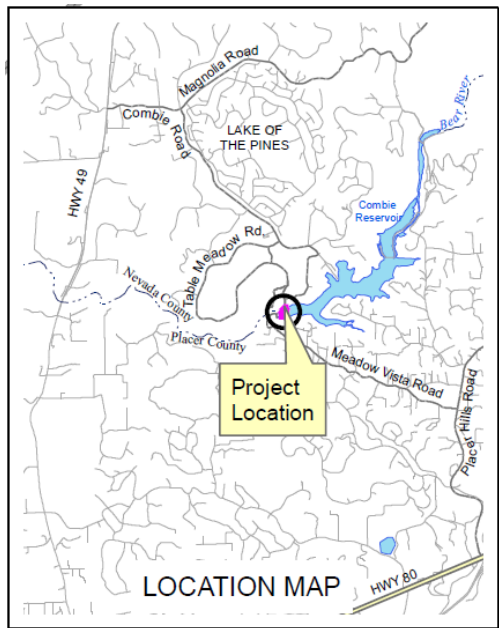 Magnolia Road
Combie Road
LAKE OF
THE PINES
Bear River
HWY 49
Combie
Reservoir
Table Meadow Rd.
Nevada County
Placer County
Meadow Vista Road
Project
Location
Placer Hills Road
LOCATION MAP
HWY 80